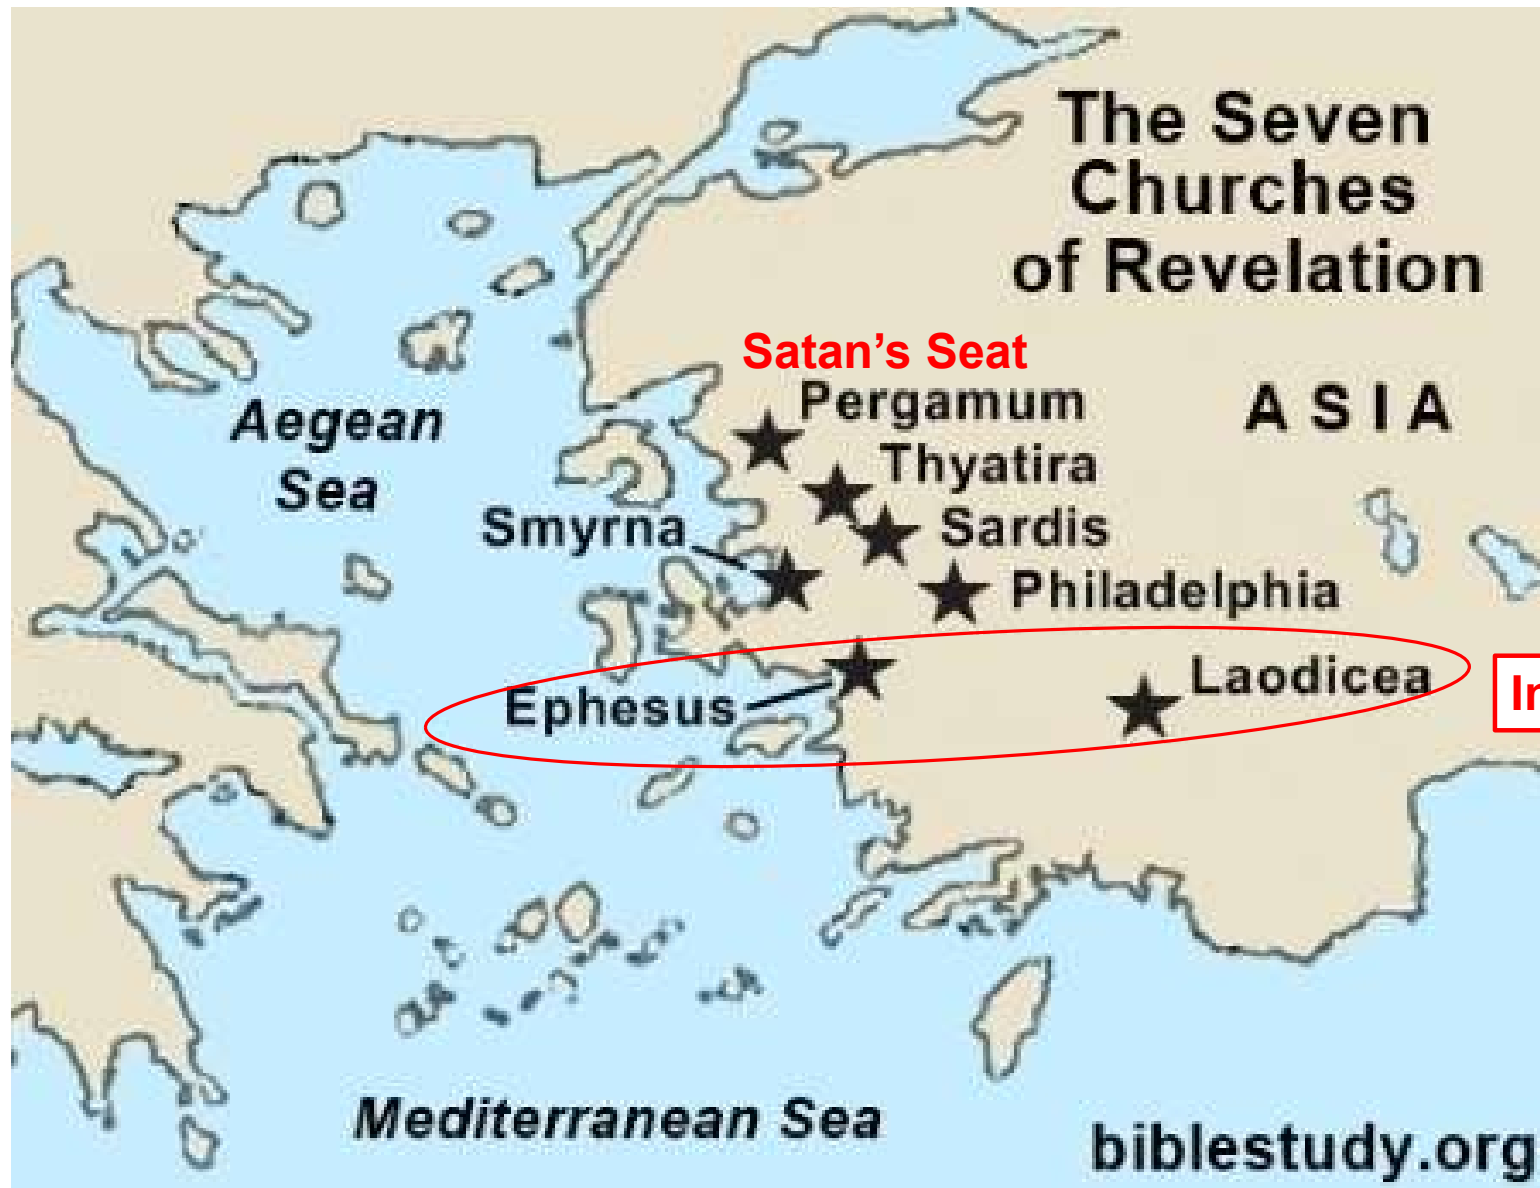 The Seven
Churches
of Revelation
Satan’s Seat
Pergamum
ASIA
Aegean
Sea
Thyatira
Smyrna
Sardis
Philadelphia
Ephesus
Laodicea
Mediterranean Sea
biblestudy.org